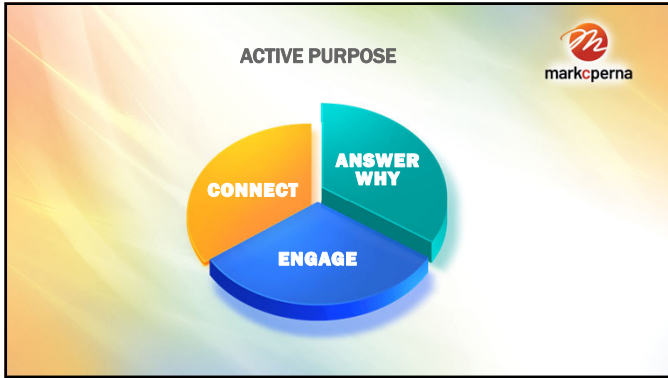 ACTIVE PURPOSE
markcperna
CONNECT
ANSWER
WHY
ENGAGE